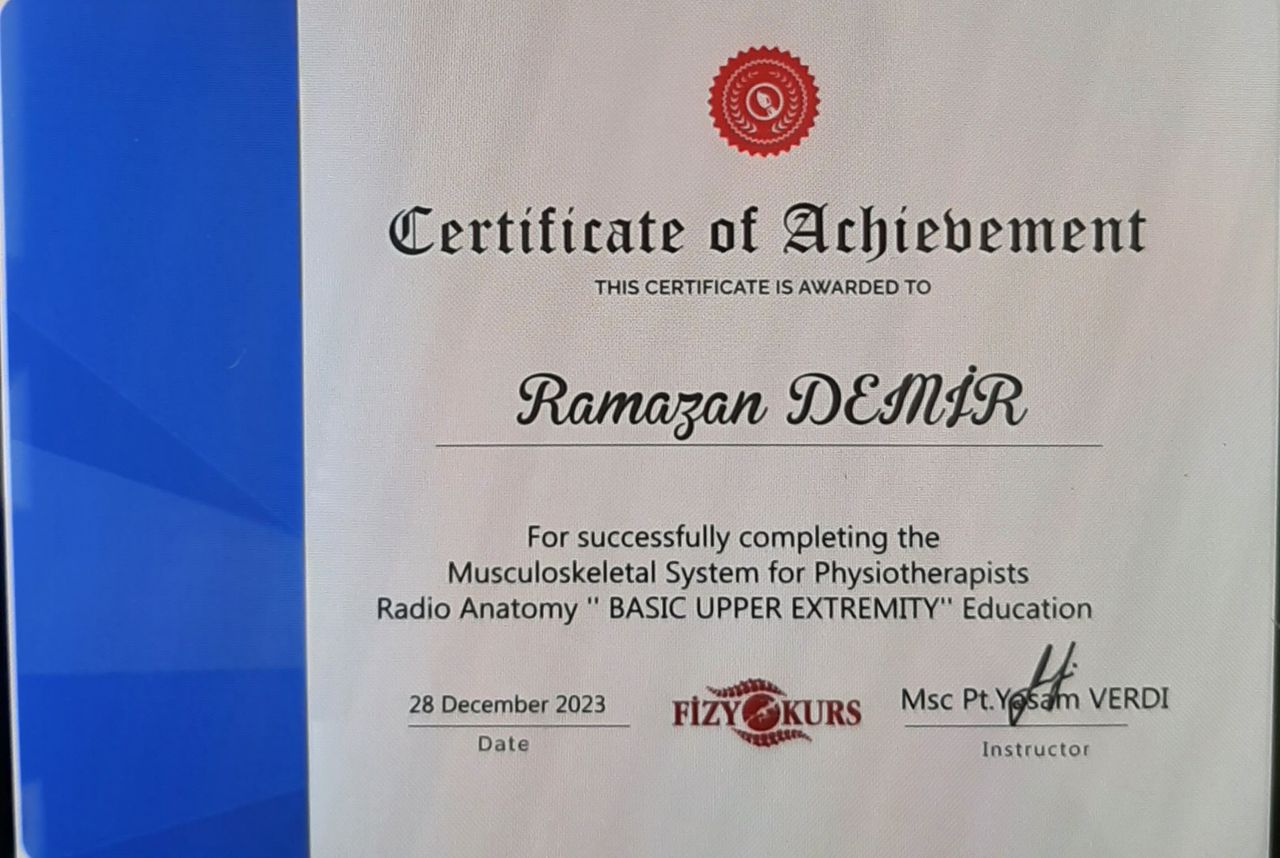 Certificate of Achievement
THIS CERTIFICATE IS AWARDED TO
Ramazan DEMİR
For successfully completing the
Musculoskeletal System for Physiotherapists
Radio Anatomy '' BASIC UPPER EXTREMITY'' Education
28 December 2023
Date
FİZYOKURS
Msc Pt.Yaşam VERDI
Instructor